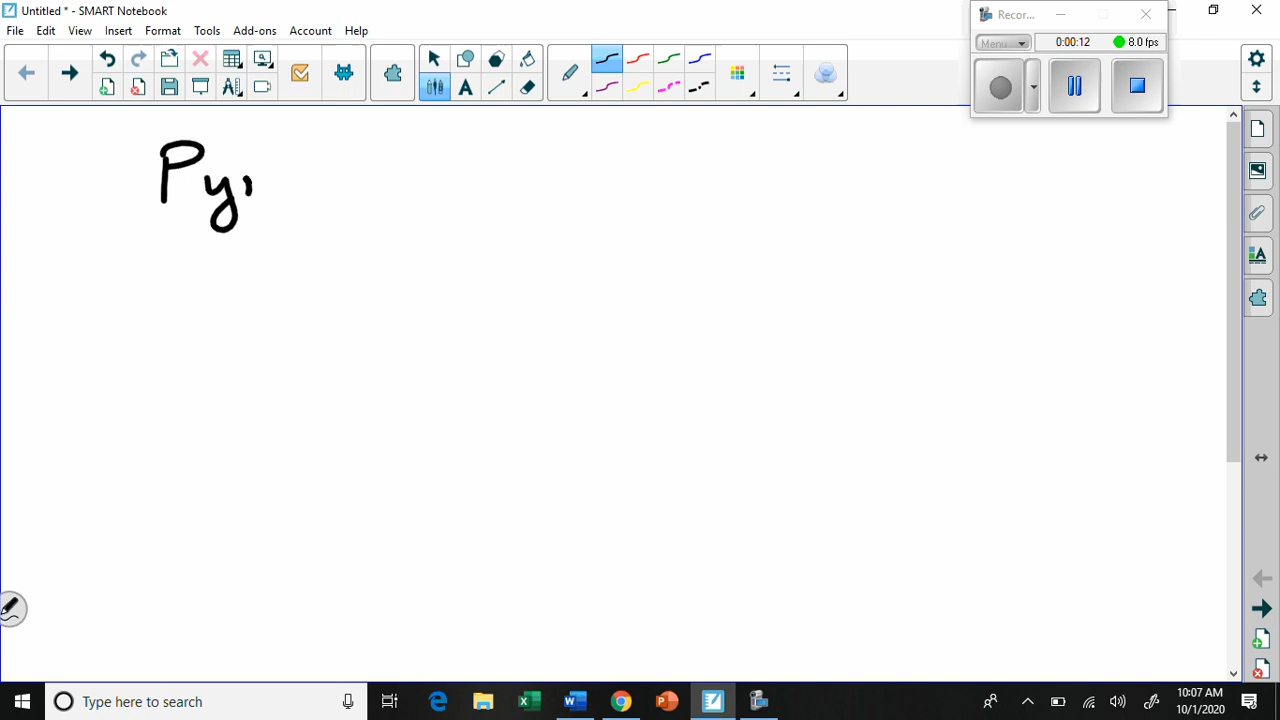 Untitled * - SMART Notebook
Recor...
File Edit View Insert Format Tools Add-ons Account Help
Menu 0:00:12 8.0 fps
Py
Type here to search
10:07 AM
10/1/2020